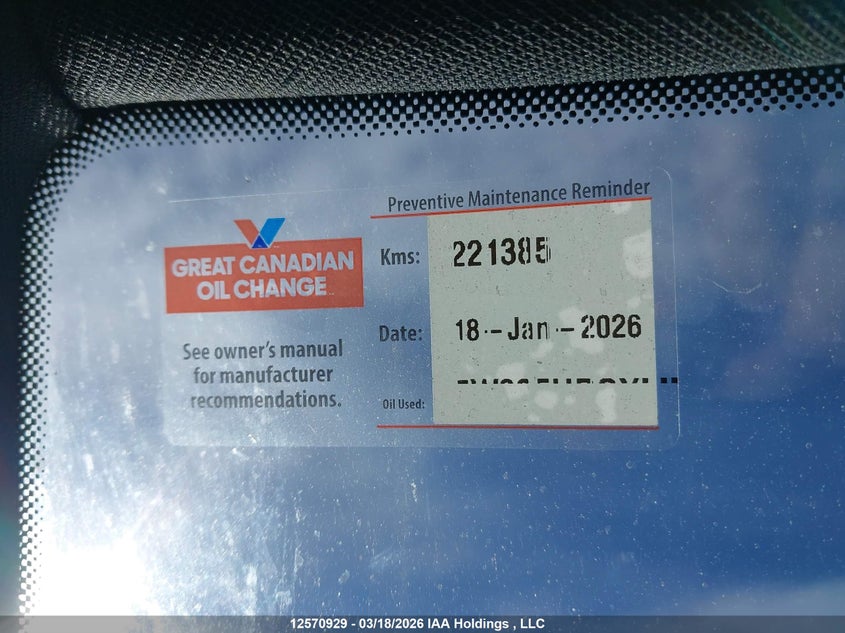 Preventive Maintenance Reminder
GREAT CANADIAN
OIL CHANGE
See owner's manual
for manufacturer
recommendations.
Kms: 221385
Date: 18-Jan-2026
Oil Used:
12570929 - 03/18/2026 IAA Holdings , LLC